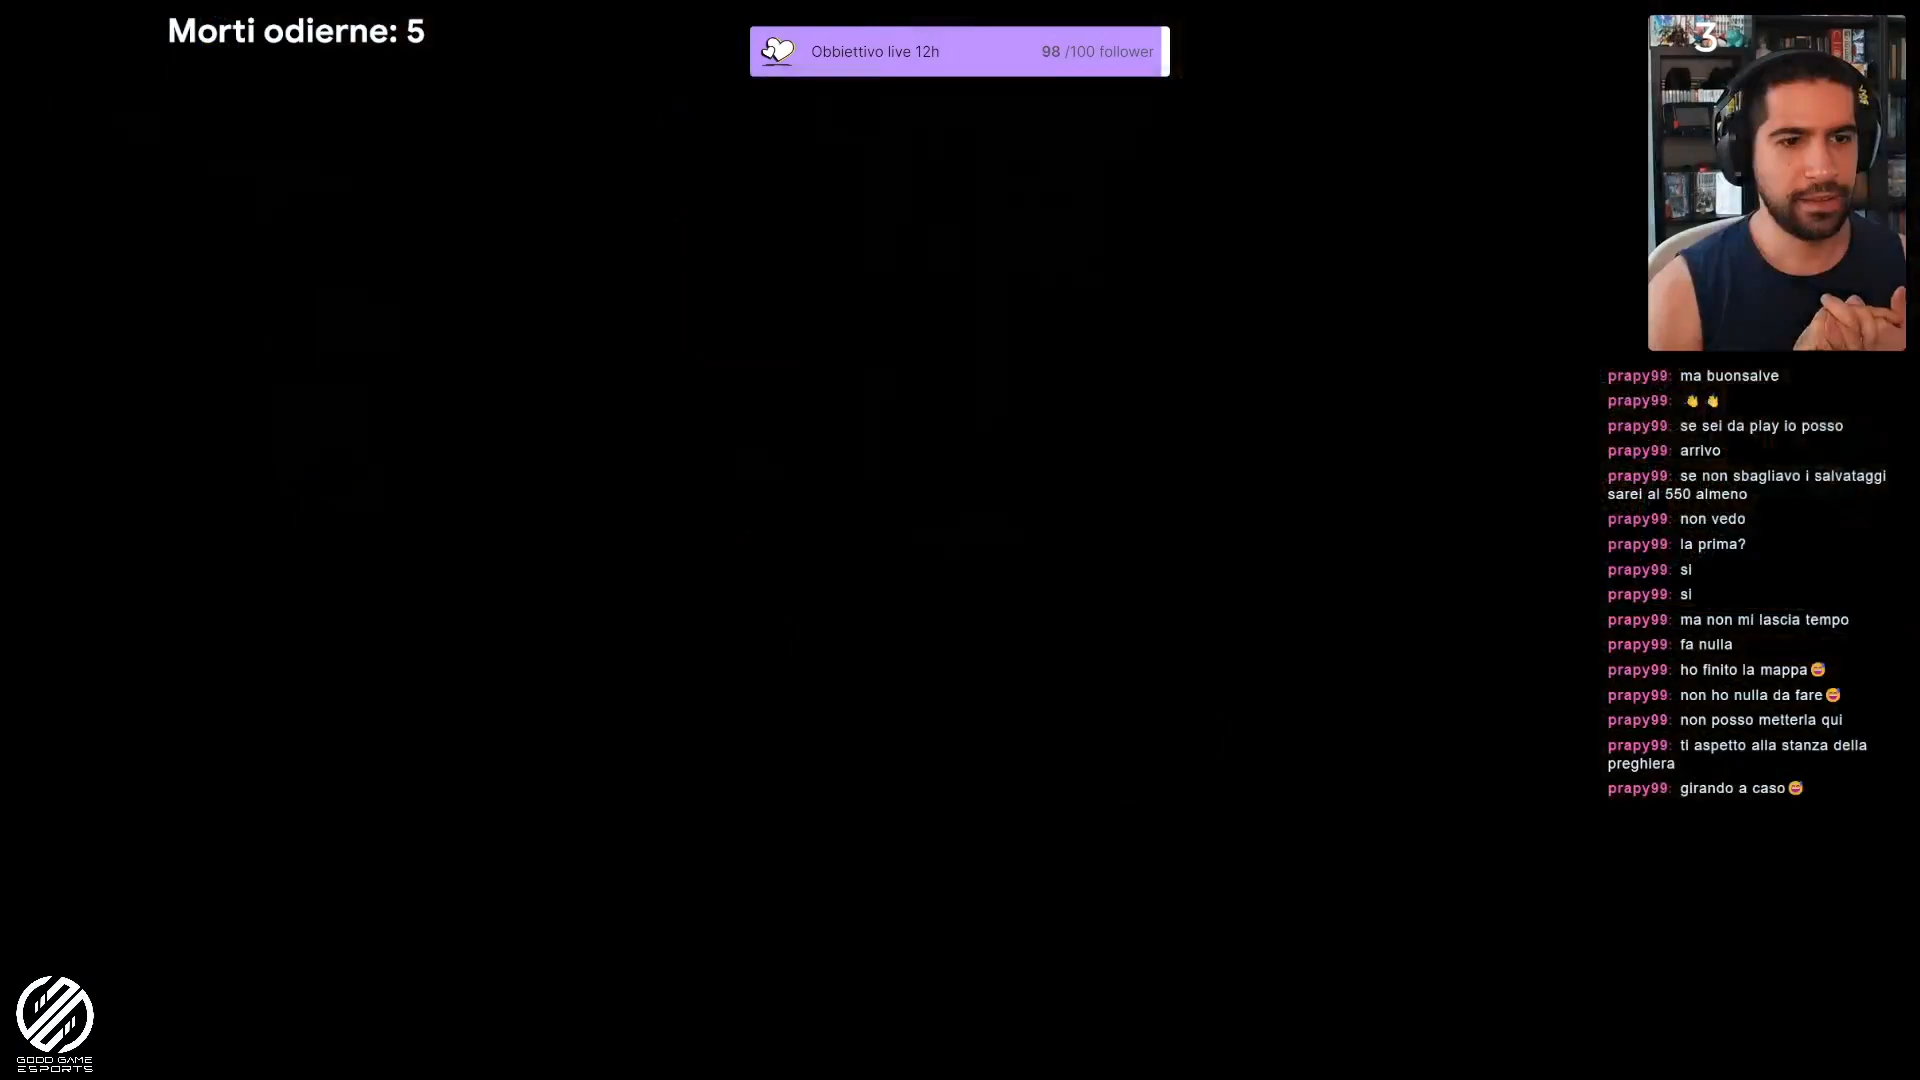 Morti odierne: 5
Obbiettivo live 12h 98 /100 follower
3
prapy99: ma buonsalve
prapy99: 👋 👋
prapy99: se sei da play io posso
prapy99: arrivo
prapy99: se non sbagliavo i salvataggi
sarei al 550 almeno
prapy99: non vedo
prapy99: la prima?
prapy99: si
prapy99: si
prapy99: ma non mi lascia tempo
prapy99: fa nulla
prapy99: ho finito la mappa😅
prapy99: non ho nulla da fare😅
prapy99: non posso metterla qui
prapy99: ti aspetto alla stanza della
preghiera
prapy99: girando a caso😅
GOOD GAME
ESPORTS